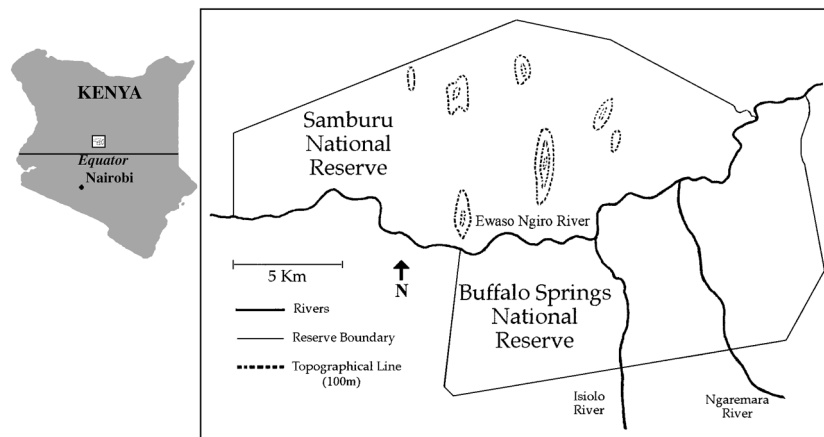 KENYA
Equator
Nairobi
Samburu
National
Reserve
Ewaso Ngiro River
5 Km
N
Buffalo Springs
National
Reserve
Rivers
Reserve Boundary
Topographical Line
(100m)
Isiolo
River
Ngaremara
River